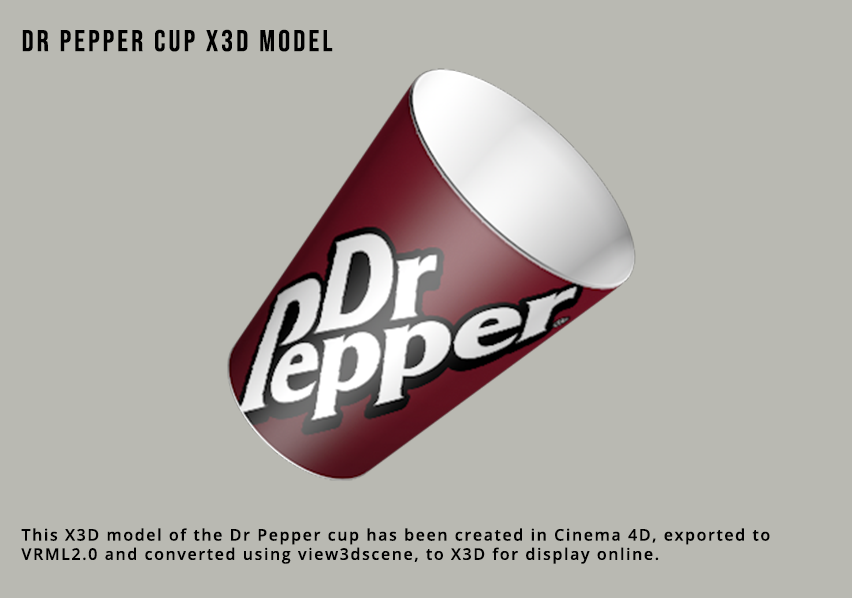 DR PEPPER CUP X3D MODEL
Dr
Pepper
This X3D model of the Dr Pepper cup has been created in Cinema 4D, exported to
VRML2.0 and converted using view3dscene, to X3D for display online.